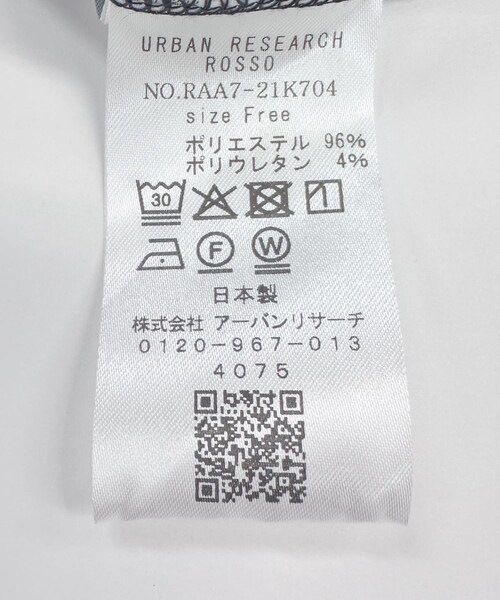 URBAN RESEARCH
ROSSO
NO.RAA7-21K704
size Free
ポリエステル 96%
ポリウレタン 4%
30
F W
日本製
株式会社 アーバンリサーチ
0120-967-013
4075